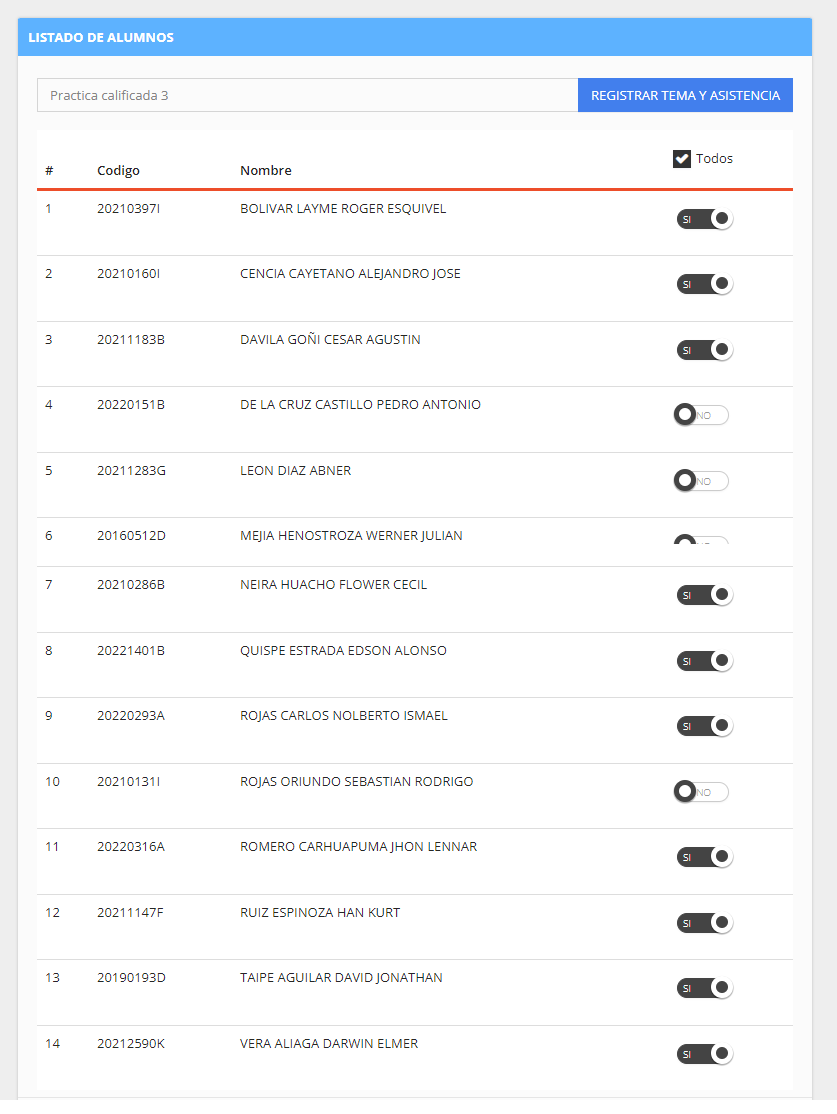 LISTADO DE ALUMNOS
Practica calificada 3 REGISTRAR TEMA Y ASISTENCIA
# Codigo Nombre Todos
1 20210397I BOLIVAR LAYME ROGER ESQUIVEL SI
2 20210160I CENCIA CAYETANO ALEJANDRO JOSE SI
3 20211183B DAVILA GOÑI CESAR AGUSTIN SI
4 20220151B DE LA CRUZ CASTILLO PEDRO ANTONIO NO
5 20211283G LEON DIAZ ABNER NO
6 20160512D MEJIA HENOSTROZA WERNER JULIAN
7 20210286B NEIRA HUACHO FLOWER CECIL SI
8 20221401B QUISPE ESTRADA EDSON ALONSO SI
9 20220293A ROJAS CARLOS NOLBERTO ISMAEL SI
10 20210131I ROJAS ORIUNDO SEBASTIAN RODRIGO NO
11 20220316A ROMERO CARHUAPUMA JHON LENNAR SI
12 20211147F RUIZ ESPINOZA HAN KURT SI
13 20190193D TAIPE AGUILAR DAVID JONATHAN SI
14 20212590K VERA ALIAGA DARWIN ELMER SI